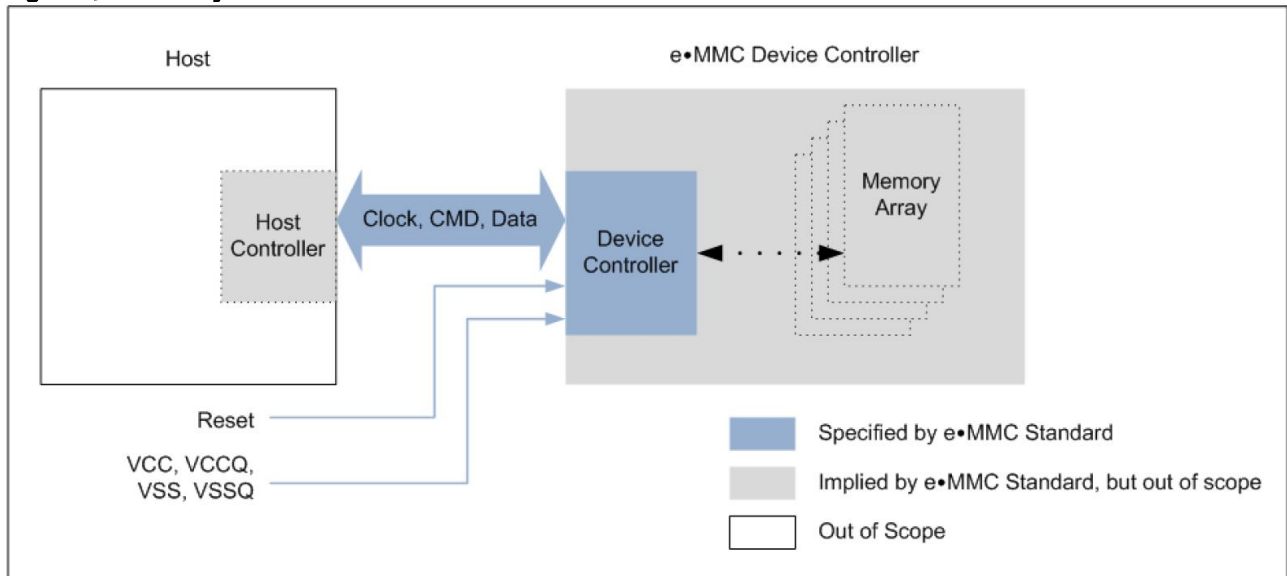 Host
e•MMC Device Controller
Host
Controller
Clock, CMD, Data
Device
Controller
Memory
Array
Reset
VCC, VCCQ,
VSS, VSSQ
Specified by e•MMC Standard
Implied by e•MMC Standard, but out of scope
Out of Scope